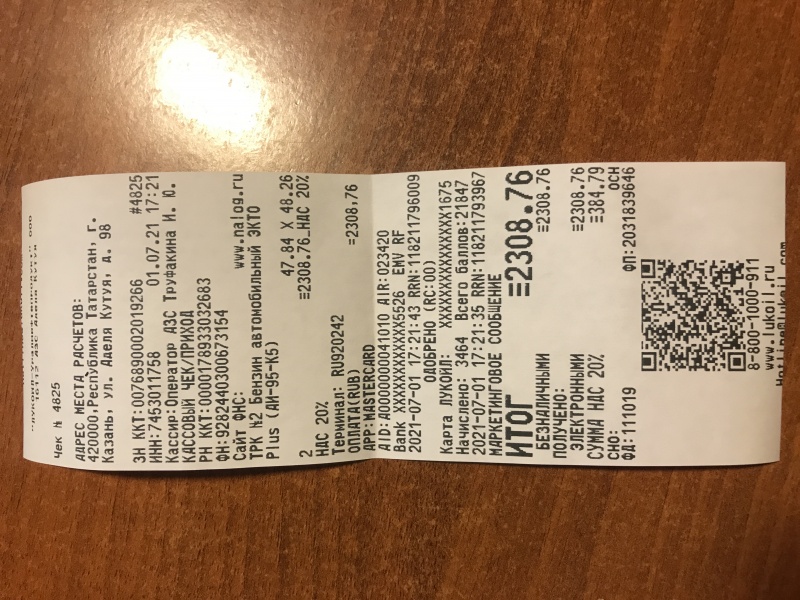 Чек № 4825
АДРЕС МЕСТА РАСЧЕТОВ:
420000,Республика Татарстан, г.
Казань, ул. Аделя Кутуя, д. 98
#4825
ЗН ККТ:00768900002019266
ИНН:7453011758 01.07.21 17:21
Кассир:Оператор АЗС Труфакина И. Ю.
КАССОВЫЙ ЧЕК/ПРИХОД
РН ККТ:0000178933032683
ФН:9282440300673154
Сайт ФНС: www.nalog.ru
ТРК №2 Бензин автомобильный ЭКТО
Plus (АИ-95-К5)
47.84 X 48.26
2 ≡2308.76_НДС 20%
НДС 20%
Терминал: RU920242
ОПЛАТА(RUB) =2308,76
APP:MASTERCARD
AID:A0000000041010 AIR:023420
Bank XXXXXXXXXXXX5526 EMV RF
2021-07-01 17:21:43 RRN:118211796009
ОДОБРЕНО (RC:00)
Карта ЛУКОЙЛ: XXXXXXXXXXXXXXX1675
Начислено: 3464 Всего баллов:21847
2021-07-01 17:21:35 RRN:118211793967
МАРКЕТИНГОВОЕ СООБЩЕНИЕ
ИТОГ ≡2308.76
БЕЗНАЛИЧНЫМИ ≡2308.76
ПОЛУЧЕНО:
ЭЛЕКТРОННЫМИ ≡2308.76
СУММА НДС 20% ≡384.79
СНО: ОСН
ФД:111019 ФП:2031839646
8-800-1000-911
www.lukoil.ru
Hotline@lukoil.com